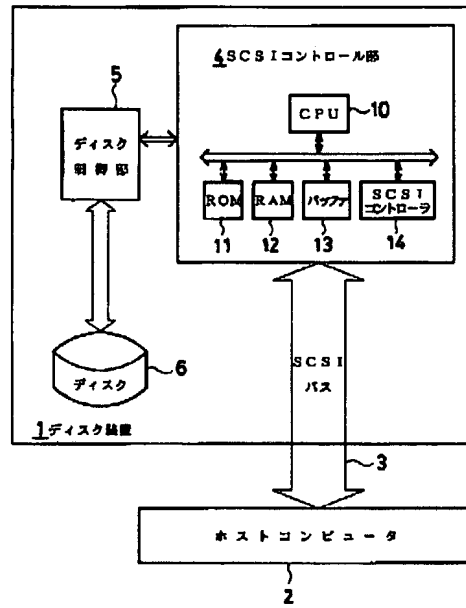 4 SCSIコントロール部
5
CPU
10
ディスク
制御部
ROM
RAM
バッファ
SCSI
コントローラ
11
12
13
14
SCSI
バス
ディスク
6
1 ディスク装置
3
ホストコンピュータ
2